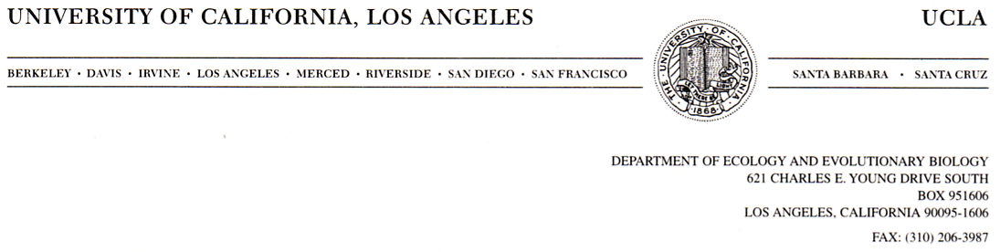 UNIVERSITY OF CALIFORNIA, LOS ANGELES
UCLA
BERKELEY · DAVIS · IRVINE · LOS ANGELES · MERCED · RIVERSIDE · SAN DIEGO · SAN FRANCISCO
THE · UNIVERSITY · OF · CALIFORNIA ·
LET THERE BE LIGHT
· 1868 ·
SANTA BARBARA · SANTA CRUZ
DEPARTMENT OF ECOLOGY AND EVOLUTIONARY BIOLOGY
621 CHARLES E. YOUNG DRIVE SOUTH
BOX 951606
LOS ANGELES, CALIFORNIA 90095-1606
FAX: (310) 206-3987